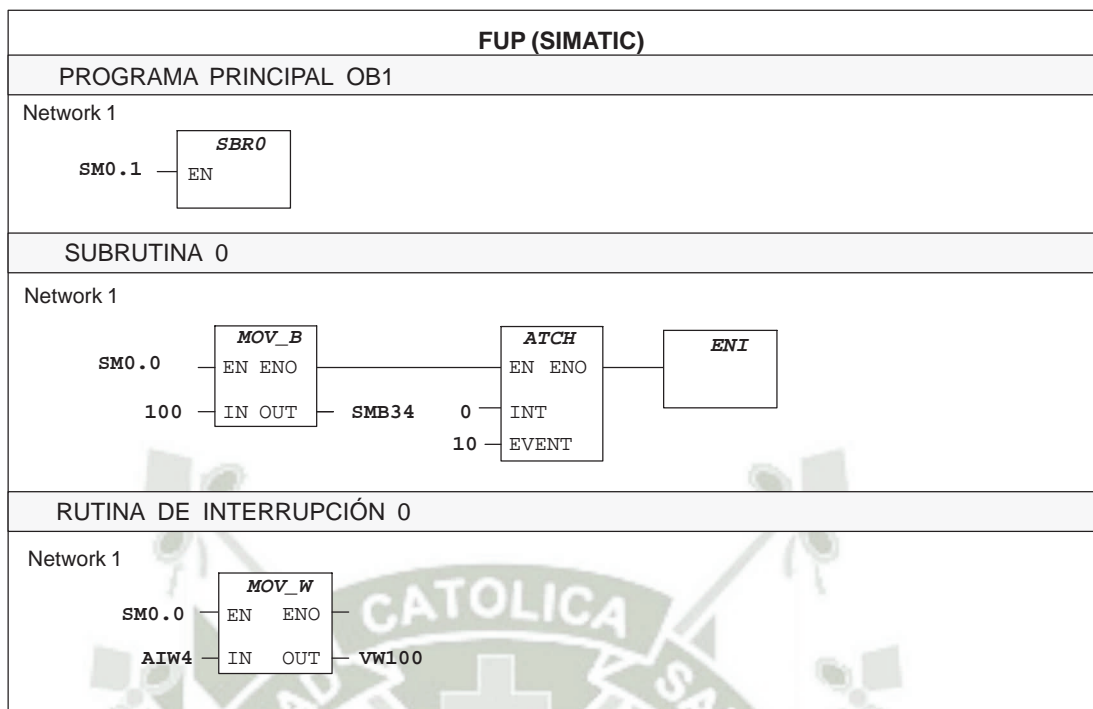 FUP (SIMATIC)
PROGRAMA PRINCIPAL OB1
Network 1
SBR0
SM0.1
EN
SUBRUTINA 0
Network 1
MOV_B ATCH ENI
SM0.0 EN ENO EN ENO
100 IN OUT SMB34 0 INT
10 EVENT
RUTINA DE INTERRUPCIÓN 0
Network 1
MOV_W
SM0.0 EN ENO
AIW4 IN OUT VW100
CATOLICA